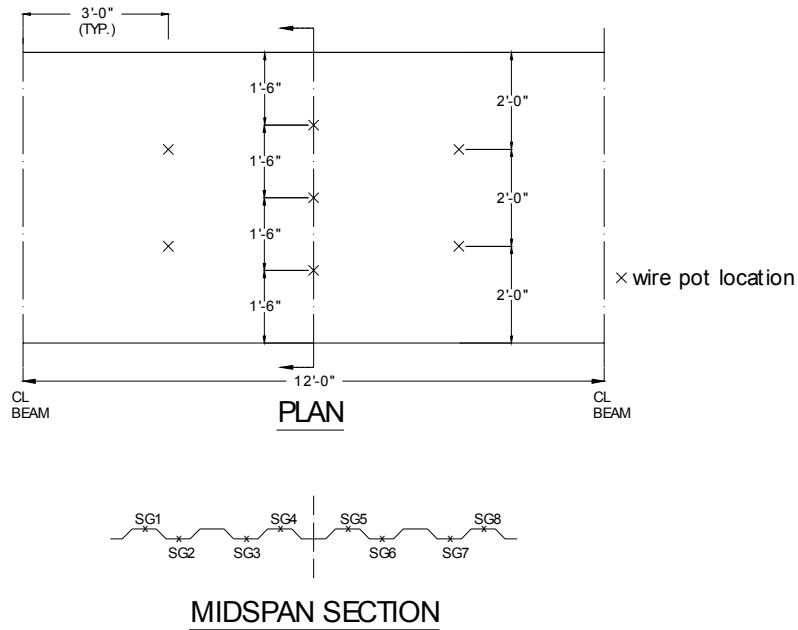 3'-0"
(TYP.)
1'-6"
2'-0"
1'-6"
2'-0"
1'-6"
× wire pot location
1'-6"
2'-0"
12'-0"
CL
BEAM
CL
BEAM
PLAN
SG1
SG4
SG5
SG8
SG2
SG3
SG6
SG7
MIDSPAN SECTION